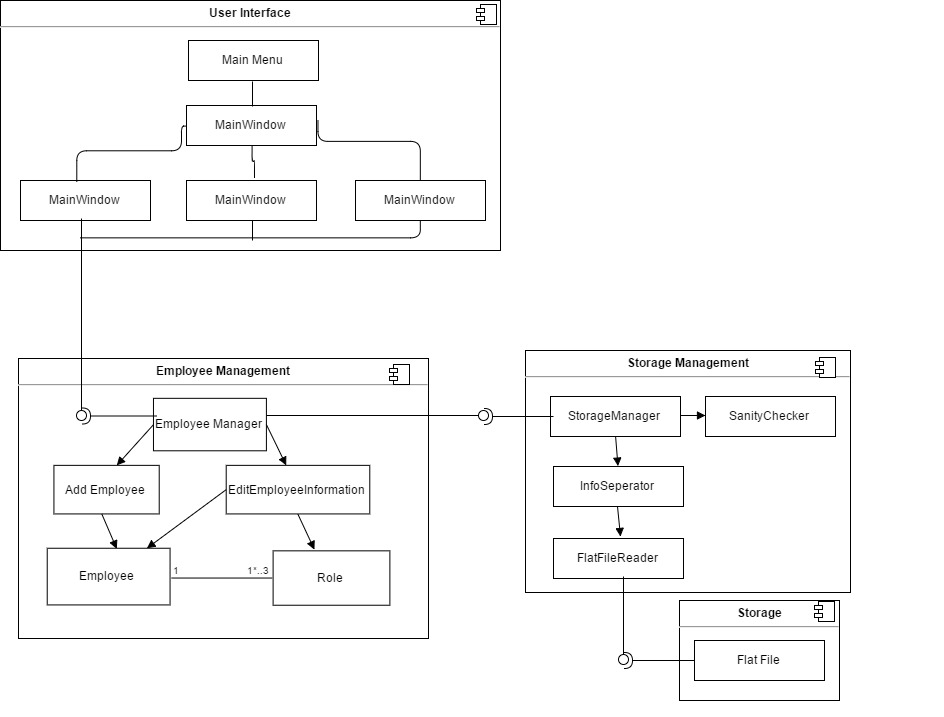 User Interface
Main Menu
MainWindow
MainWindow
MainWindow
MainWindow
Employee Management
Employee Manager
Add Employee
EditEmployeeInformation
Employee
1
1*..3
Role
Storage Management
StorageManager
SanityChecker
InfoSeperator
FlatFileReader
Storage
Flat File